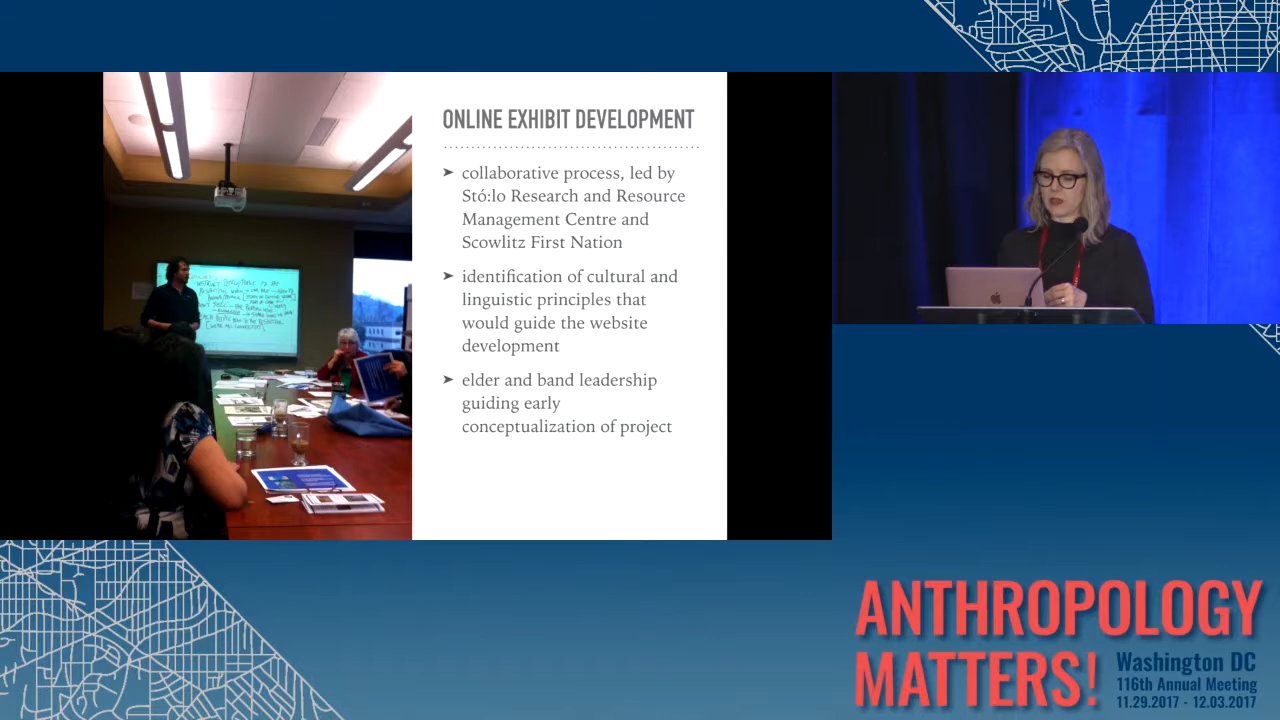 ONLINE EXHIBIT DEVELOPMENT
➤ collaborative process, led by
Stó:lo Research and Resource
Management Centre and
Scowlitz First Nation
➤ identification of cultural and
linguistic principles that
would guide the website
development
➤ elder and band leadership
guiding early
conceptualization of project
ANTHROPOLOGY
MATTERS!
Washington DC
116th Annual Meeting
11.29.2017 - 12.03.2017